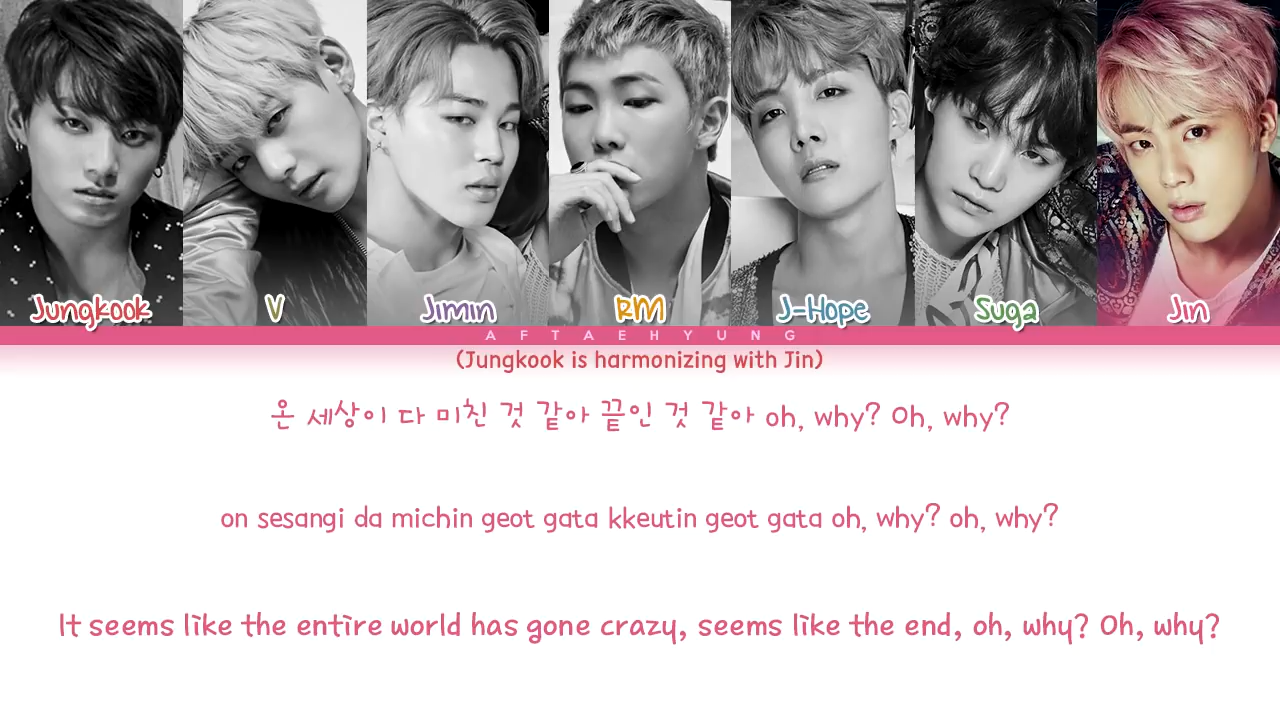 Jungkook
V
Jimin
RM
J-Hope
Suga
Jin
AFTAEHYUNG
(Jungkook is harmonizing with Jin)
온 세상이 다 미친 것 같아 끝인 것 같아 oh, why? Oh, why?
on sesangi da michin geot gata kkeutin geot gata oh, why? oh, why?
It seems like the entire world has gone crazy, seems like the end, oh, why? Oh, why?